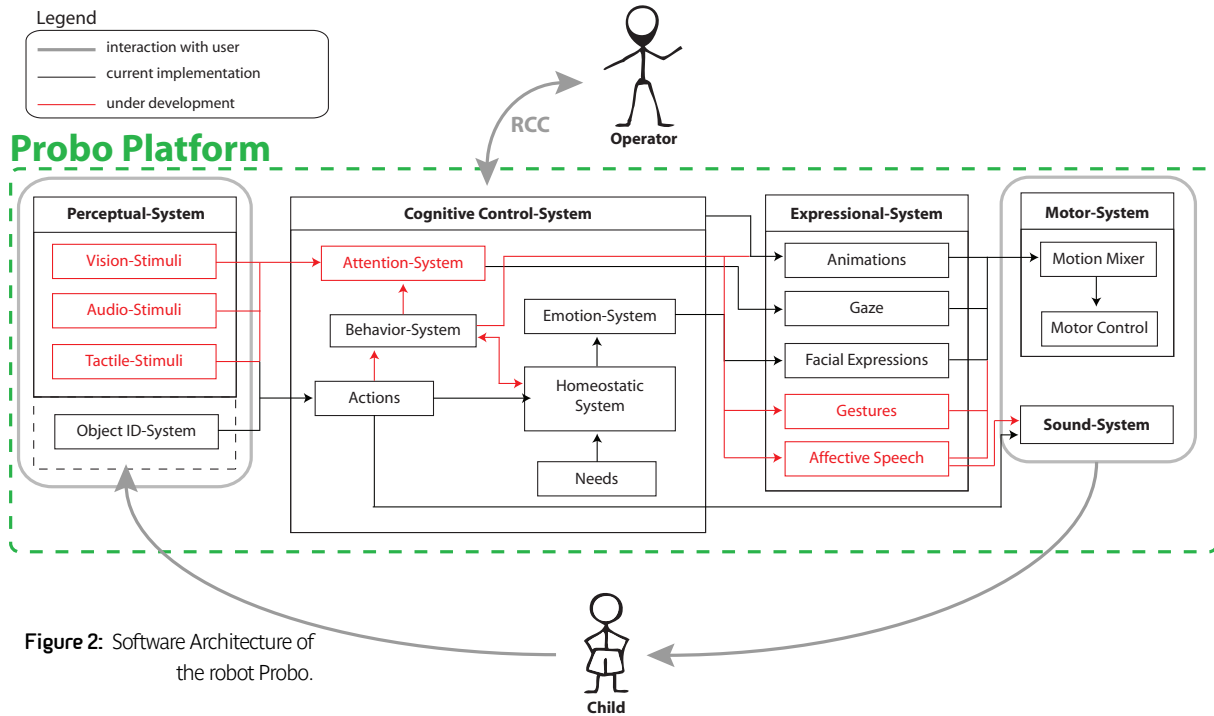 Legend
interaction with user
current implementation
under development
Operator
RCC
Probo Platform
Perceptual-System
Vision-Stimuli
Audio-Stimuli
Tactile-Stimuli
Object ID-System
Cognitive Control-System
Attention-System
Behavior-System
Emotion-System
Actions
Homeostatic
System
Needs
Expressional-System
Animations
Gaze
Facial Expressions
Gestures
Affective Speech
Motor-System
Motion Mixer
Motor Control
Sound-System
Figure 2: Software Architecture of
the robot Probo.
Child